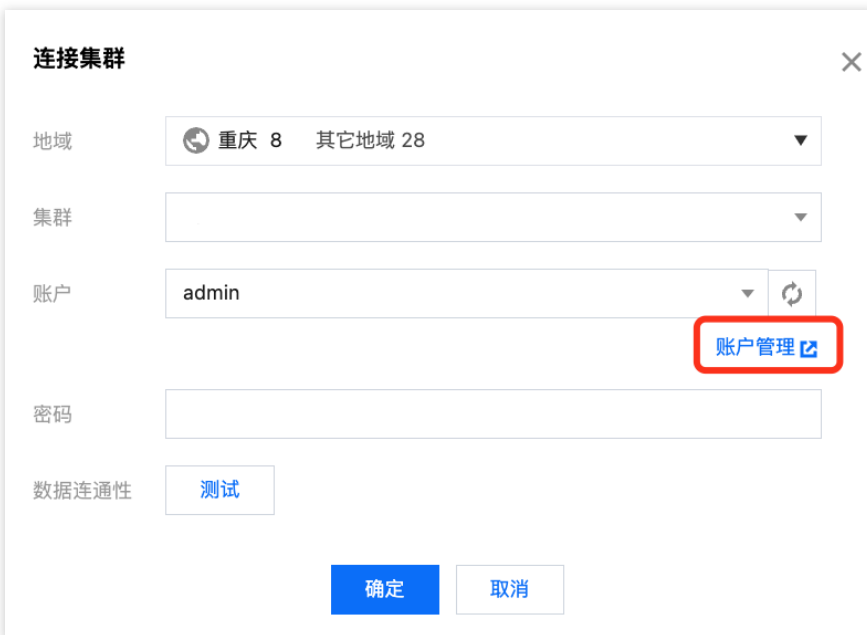 连接集群
地域 重庆 8 其它地域 28
集群
账户 admin
账户管理
密码
数据连通性 测试
确定 取消